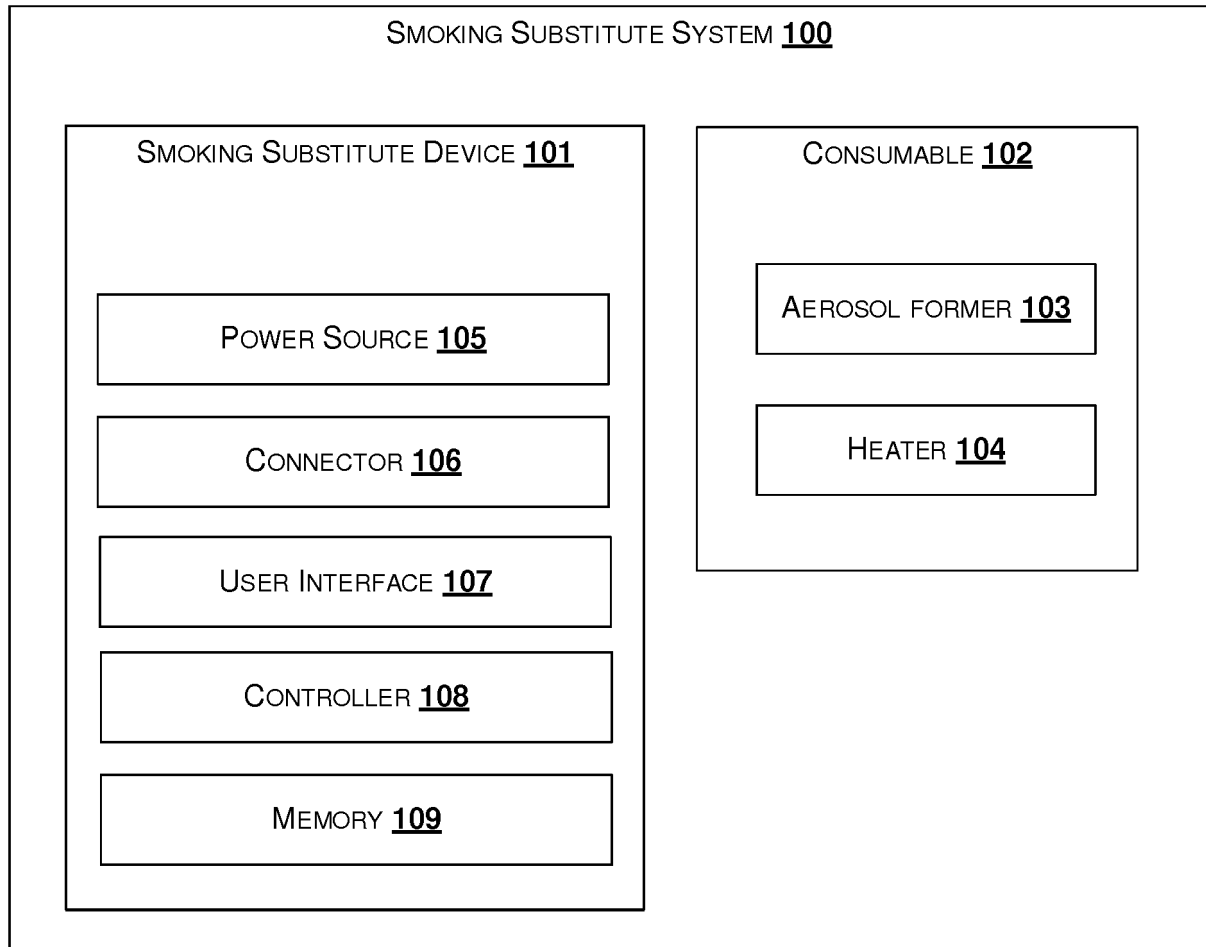 SMOKING SUBSTITUTE SYSTEM 100
SMOKING SUBSTITUTE DEVICE 101
POWER SOURCE 105
CONNECTOR 106
USER INTERFACE 107
CONTROLLER 108
MEMORY 109
CONSUMABLE 102
AEROSOL FORMER 103
HEATER 104